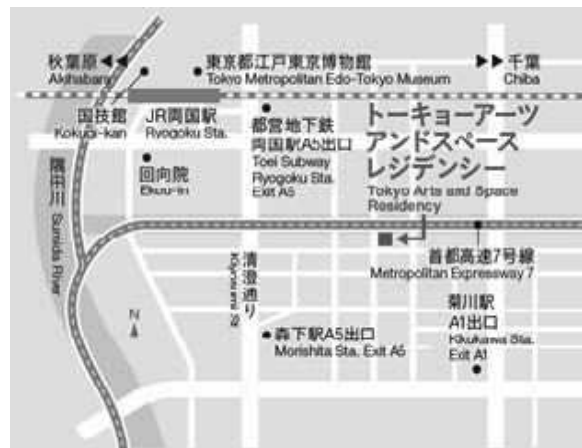 秋葉原◀◀
Akihabara
東京都江戸東京博物館
Tokyo Metropolitan Edo-Tokyo Museum
▶▶千葉
Chiba
国技館
Kokugi-kan
JR両国駅
Ryogoku Sta.
都営地下鉄
両国駅A5出口
Toei Subway
Ryogoku Sta.
Exit A5
トーキョーアーツ
アンドスペース
レジデンシー
Tokyo Arts and Space
Residency
回向院
Ekou-in
隅田川 Sumida River
首都高速7号線
Metropolitan Expressway 7
清澄通り
Kiyosumi St
菊川駅
A1出口
Kikukawa Sta.
Exit A1
N
森下駅A5出口
Morishita Sta. Exit A5